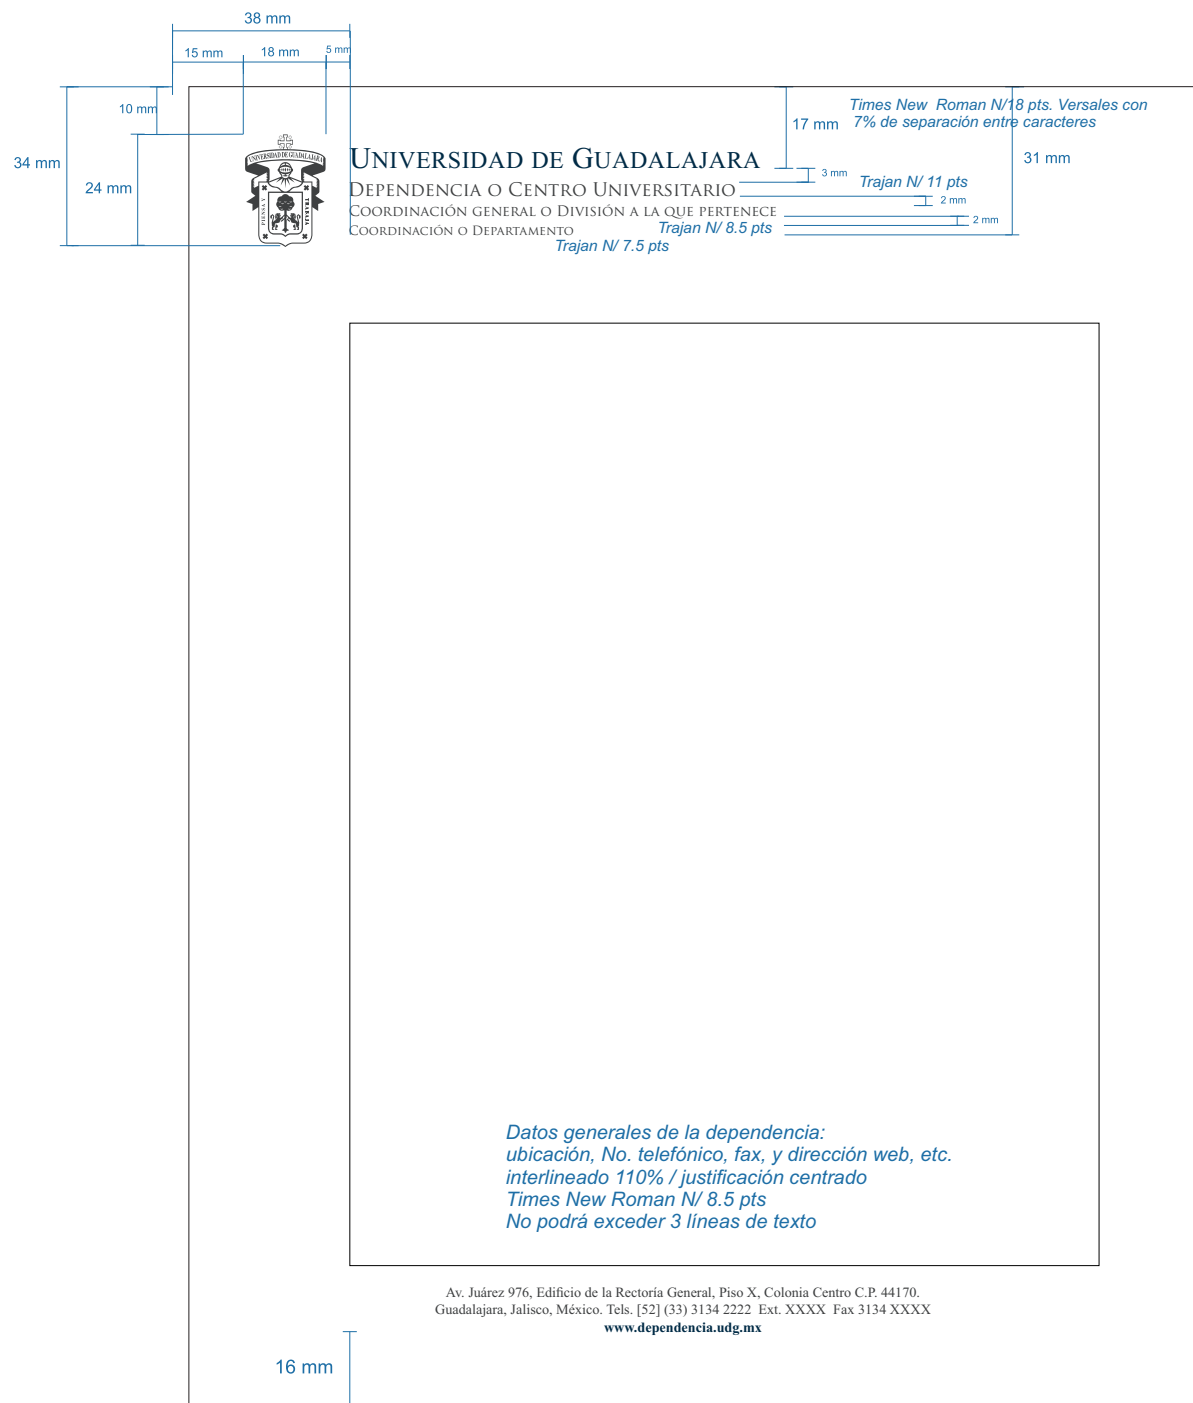 38 mm
15 mm
18 mm
5 mm
10 mm
34 mm
24 mm
Times New Roman N/18 pts. Versales con
7% de separación entre caracteres
17 mm
31 mm
UNIVERSIDAD DE GUADALAJARA
PIENSA Y
TRABAJA
UNIVERSIDAD DE GUADALAJARA
3 mm
DEPENDENCIA O CENTRO UNIVERSITARIO
Trajan N/ 11 pts
2 mm
COORDINACIÓN GENERAL O DIVISIÓN A LA QUE PERTENECE
2 mm
COORDINACIÓN O DEPARTAMENTO
Trajan N/ 8.5 pts
Trajan N/ 7.5 pts
Datos generales de la dependencia:
ubicación, No. telefónico, fax, y dirección web, etc.
interlineado 110% / justificación centrado
Times New Roman N/ 8.5 pts
No podrá exceder 3 líneas de texto
Av. Juárez 976, Edificio de la Rectoría General, Piso X, Colonia Centro C.P. 44170.
Guadalajara, Jalisco, México. Tels. [52] (33) 3134 2222 Ext. XXXX Fax 3134 XXXX
www.dependencia.udg.mx
16 mm